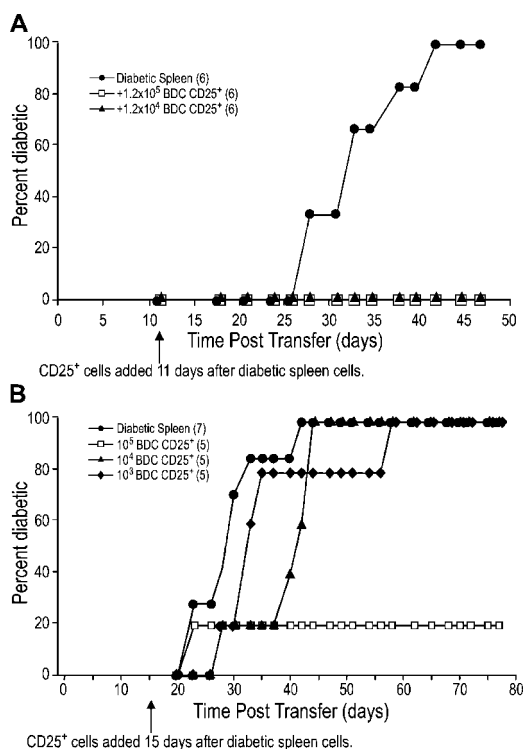 A
Percent diabetic
100
80
60
40
20
0
Diabetic Spleen (6)
+1.2x10⁵ BDC CD25⁺ (6)
+1.2x10⁴ BDC CD25⁺ (6)
0 5 10 15 20 25 30 35 40 45 50
Time Post Transfer (days)
CD25⁺ cells added 11 days after diabetic spleen cells.
B
Percent diabetic
100
80
60
40
20
0
Diabetic Spleen (7)
10⁵ BDC CD25⁺ (5)
10⁴ BDC CD25⁺ (5)
10³ BDC CD25⁺ (5)
0 10 20 30 40 50 60 70 80
Time Post Transfer (days)
CD25⁺ cells added 15 days after diabetic spleen cells.